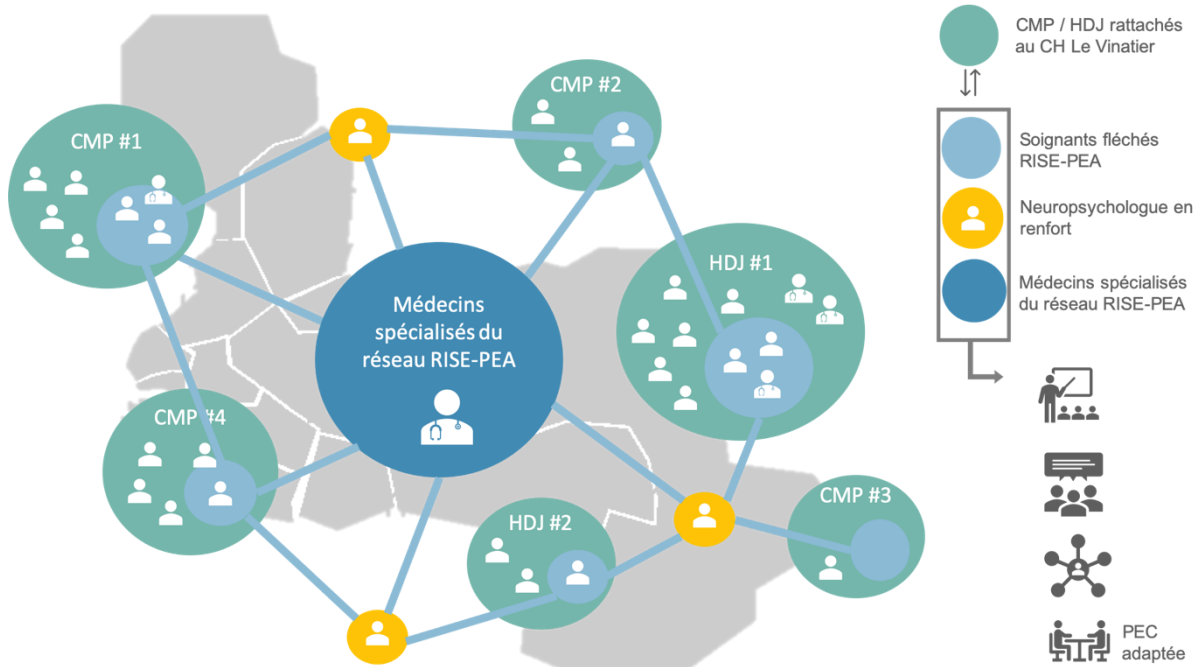 CMP #1
CMP #2
HDJ #1
Médecins
spécialisés du
réseau RISE-PEA
CMP #4
HDJ #2
CMP #3
CMP / HDJ rattachés
au CH Le Vinatier
Soignants fléchés
RISE-PEA
Neuropsychologue en
renfort
Médecins spécialisés
du réseau RISE-PEA
PEC
adaptée